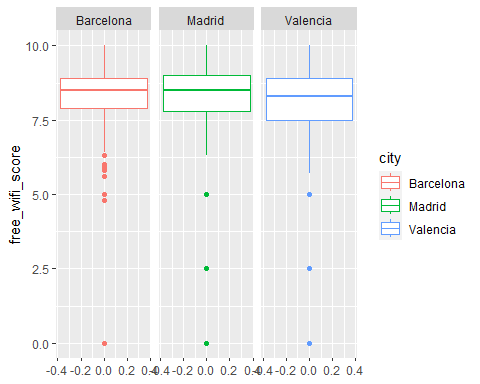 Barcelona Madrid Valencia
10.0
7.5
5.0
2.5
0.0
free_wifi_score
-0.4 -0.2 0.0 0.2 0.4 -0.4 -0.2 0.0 0.2 0.4 -0.4 -0.2 0.0 0.2 0.4
city
Barcelona
Madrid
Valencia